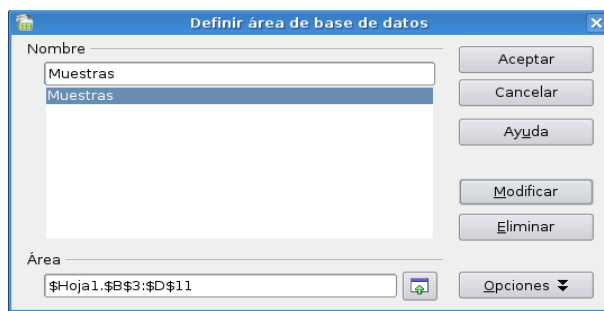 Definir área de base de datos
Nombre
Muestras
Muestras
Aceptar
Cancelar
Ayuda
Modificar
Eliminar
Área
$Hoja1.$B$3:$D$11
Opciones